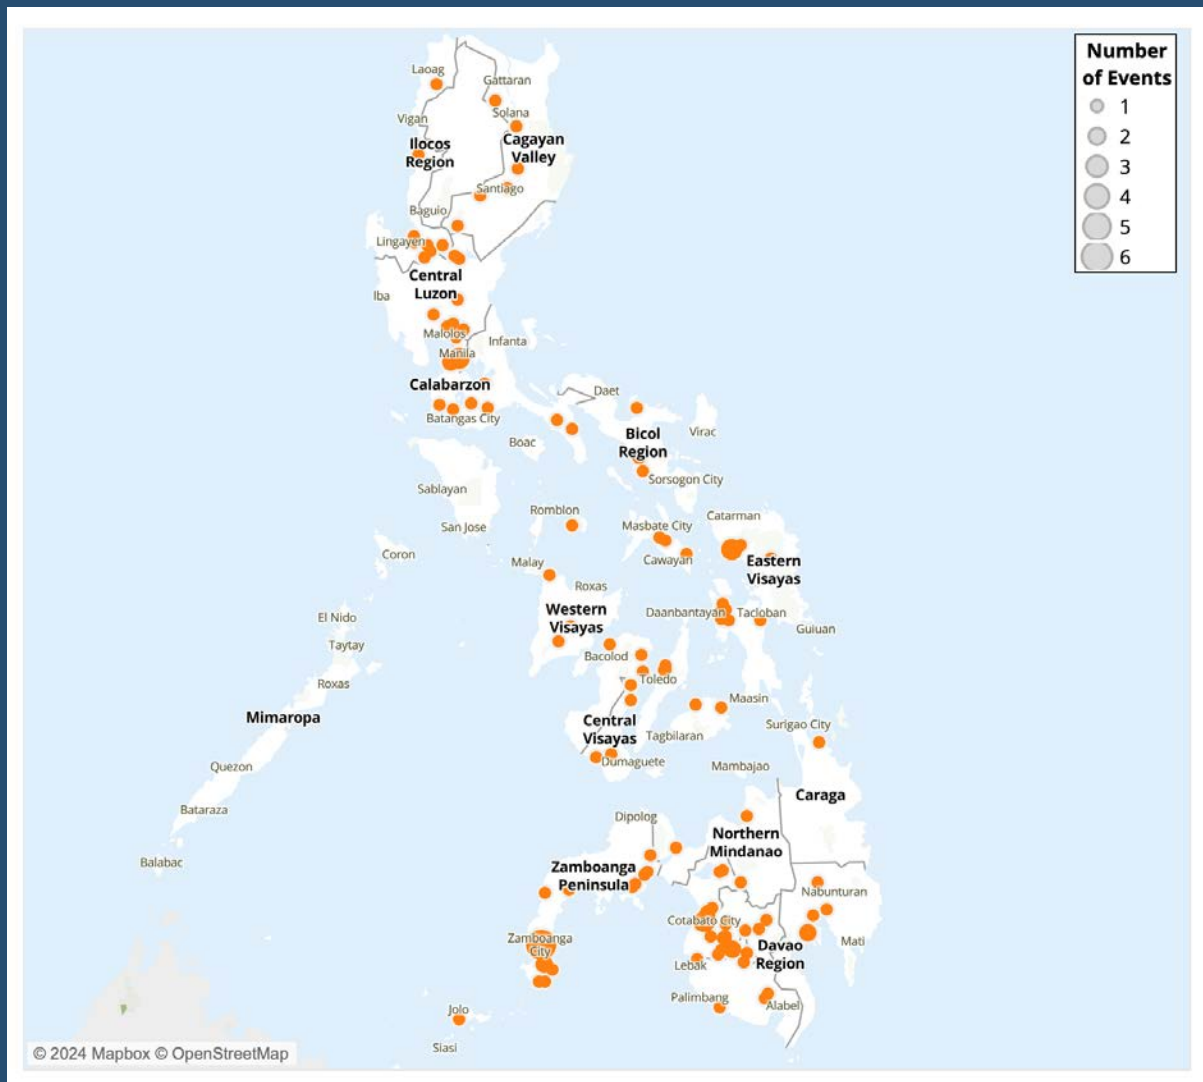 Number
of Events
1
2
3
4
5
6
Laoag
Gattaran
Solana
Vigan
Ilocos
Region
Cagayan
Valley
Santiago
Baguio
Lingayen
Central
Luzon
Iba
Malolos
Infanta
Manila
Calabarzon
Daet
Batangas City
Boac
Bicol
Region
Virac
Sorsogon City
Sablayan
Romblon
San Jose
Masbate City
Catarman
Coron
Malay
Cawayan
Eastern
Visayas
Roxas
Western
Visayas
Daanbantayan
Tacloban
El Nido
Guiuan
Taytay
Bacolod
Roxas
Toledo
Maasin
Mimaropa
Central
Visayas
Tagbilaran
Surigao City
Dumaguete
Quezon
Mambajao
Caraga
Bataraza
Dipolog
Northern
Mindanao
Balabac
Zamboanga
Peninsula
Nabunturan
Cotabato City
Zamboanga
City
Davao
Region
Mati
Lebak
Palimbang
Alabel
Jolo
Siasi
© 2024 Mapbox © OpenStreetMap